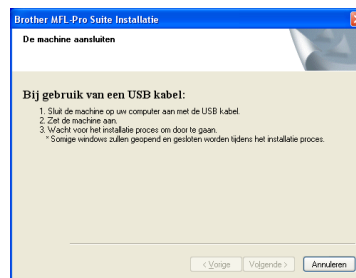 Brother MFL-Pro Suite Installatie
De machine aansluiten
Bij gebruik van een USB kabel:
1. Sluit de machine op uw computer aan met de USB kabel.
2. Zet de machine aan.
3. Wacht voor het installatie proces om door te gaan.
* Somige windows zullen geopend en gesloten worden tijdens het installatie proces.
< Vorige
Volgende >
Annuleren